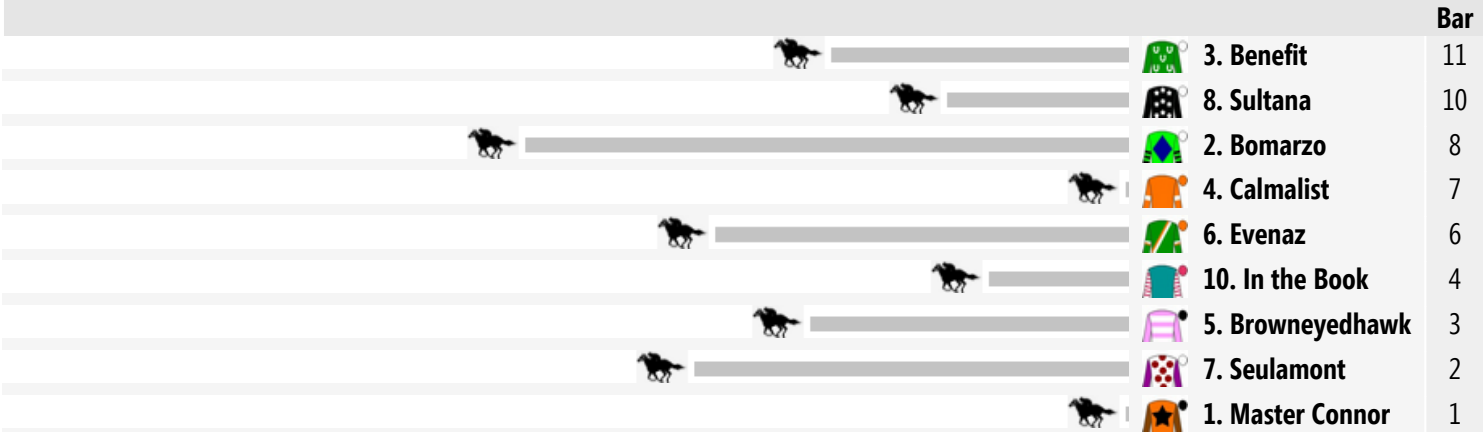 Bar
3. Benefit 11
8. Sultana 10
2. Bomarzo 8
4. Calmalist 7
6. Evenaz 6
10. In the Book 4
5. Browneyedhawk 3
7. Seulamont 2
1. Master Connor 1